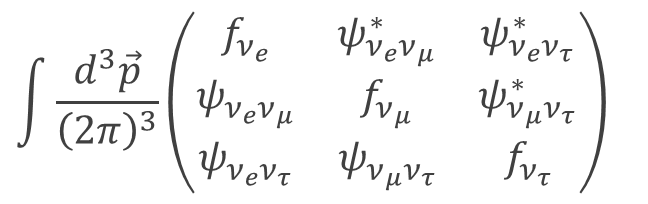 ∫ d³p⃗/(2π)³ ( f_{ν_e} ψ*_{ν_eν_μ} ψ*_{ν_eν_τ}
ψ_{ν_eν_μ} f_{ν_μ} ψ*_{ν_μν_τ}
ψ_{ν_eν_τ} ψ_{ν_μν_τ} f_{ν_τ} )